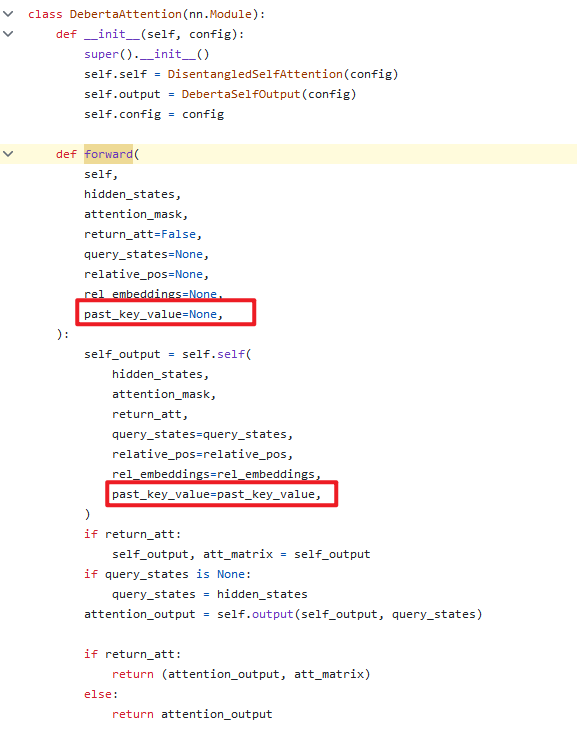 class DebertaAttention(nn.Module):
    def __init__(self, config):
        super().__init__()
        self.self = DisentangledSelfAttention(config)
        self.output = DebertaSelfOutput(config)
        self.config = config

    def forward(
        self,
        hidden_states,
        attention_mask,
        return_att=False,
        query_states=None,
        relative_pos=None,
        rel_embeddings=None,
        past_key_value=None,
    ):
        self_output = self.self(
            hidden_states,
            attention_mask,
            return_att,
            query_states=query_states,
            relative_pos=relative_pos,
            rel_embeddings=rel_embeddings,
            past_key_value=past_key_value,
        )
        if return_att:
            self_output, att_matrix = self_output
        if query_states is None:
            query_states = hidden_states
        attention_output = self.output(self_output, query_states)

        if return_att:
            return (attention_output, att_matrix)
        else:
            return attention_output